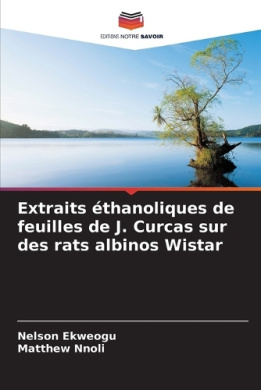 EDITIONS NOTRE SAVOIR
Extraits éthanoliques de
feuilles de J. Curcas sur
des rats albinos Wistar
Nelson Ekweogu
Matthew Nnoli